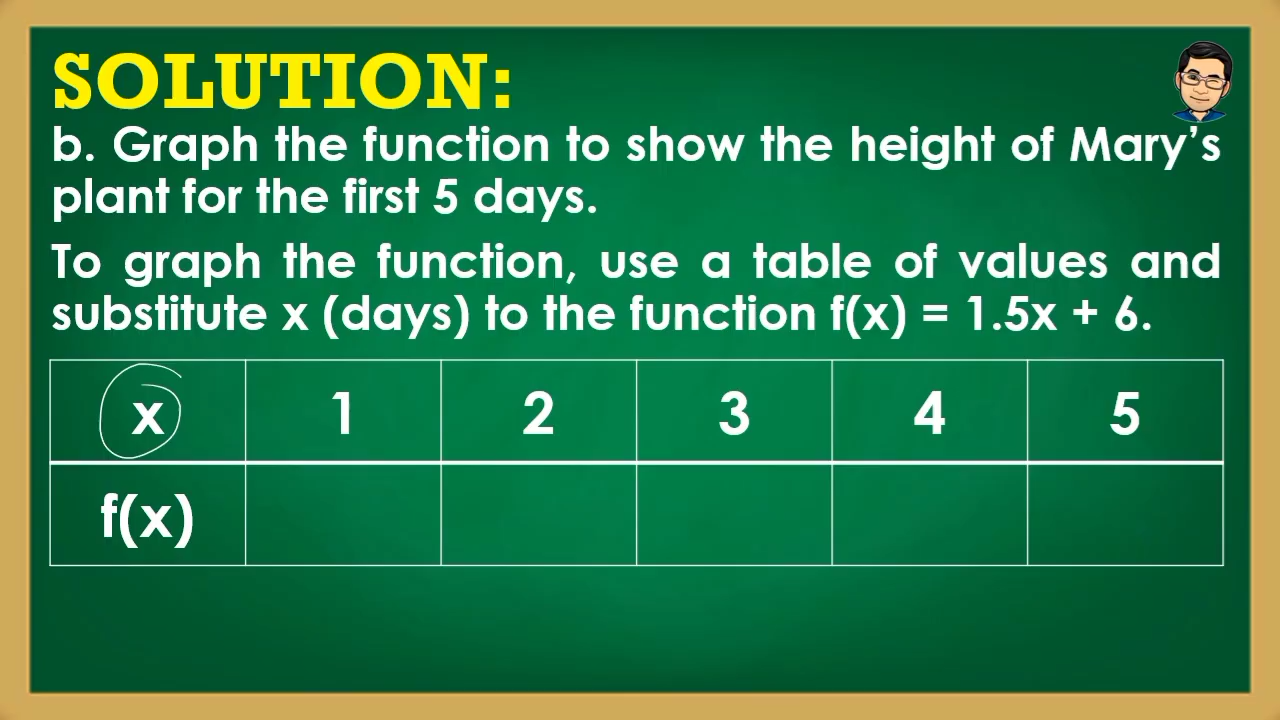 SOLUTION:
b. Graph the function to show the height of Mary’s
plant for the first 5 days.
To graph the function, use a table of values and
substitute x (days) to the function f(x) = 1.5x + 6.
x 1 2 3 4 5
f(x)